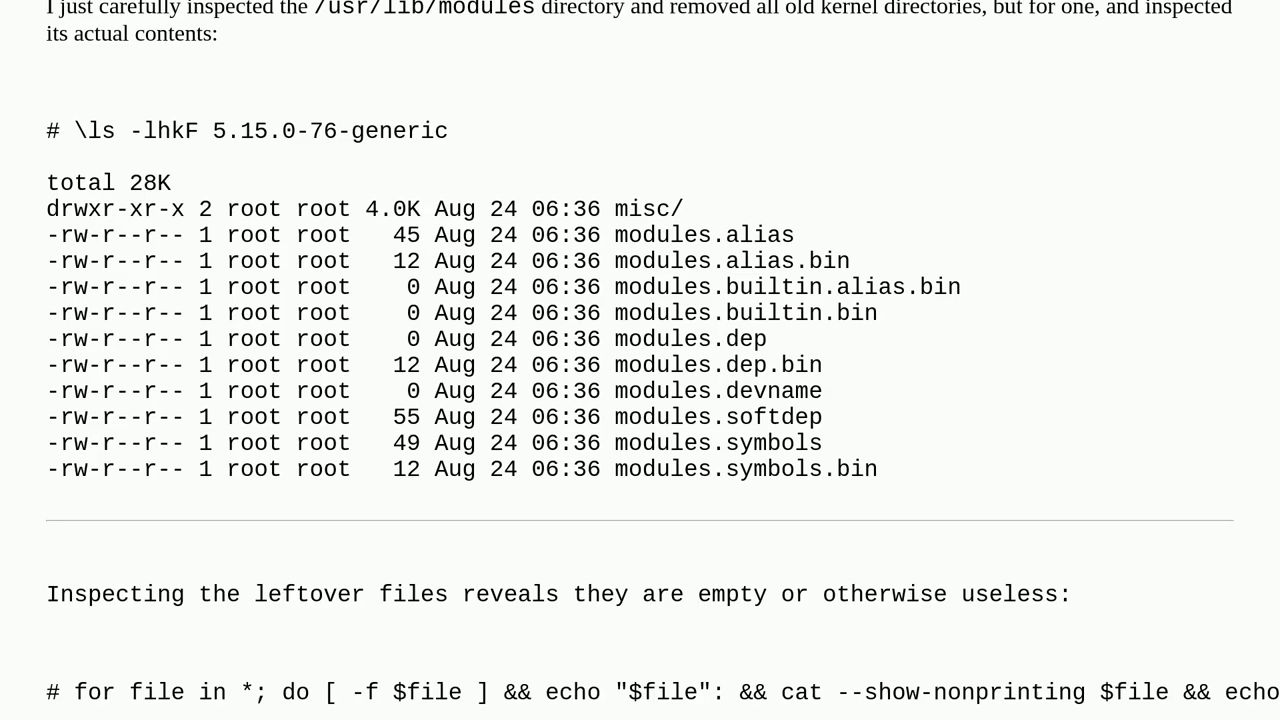 I just carefully inspected the /usr/lib/modules directory and removed all old kernel directories, but for one, and inspected
its actual contents:
# \ls -lhkF 5.15.0-76-generic
total 28K
drwxr-xr-x 2 root root 4.0K Aug 24 06:36 misc/
-rw-r--r-- 1 root root   45 Aug 24 06:36 modules.alias
-rw-r--r-- 1 root root   12 Aug 24 06:36 modules.alias.bin
-rw-r--r-- 1 root root    0 Aug 24 06:36 modules.builtin.alias.bin
-rw-r--r-- 1 root root    0 Aug 24 06:36 modules.builtin.bin
-rw-r--r-- 1 root root    0 Aug 24 06:36 modules.dep
-rw-r--r-- 1 root root   12 Aug 24 06:36 modules.dep.bin
-rw-r--r-- 1 root root    0 Aug 24 06:36 modules.devname
-rw-r--r-- 1 root root   55 Aug 24 06:36 modules.softdep
-rw-r--r-- 1 root root   49 Aug 24 06:36 modules.symbols
-rw-r--r-- 1 root root   12 Aug 24 06:36 modules.symbols.bin
Inspecting the leftover files reveals they are empty or otherwise useless:
# for file in *; do [ -f $file ] && echo "$file": && cat --show-nonprinting $file && echo